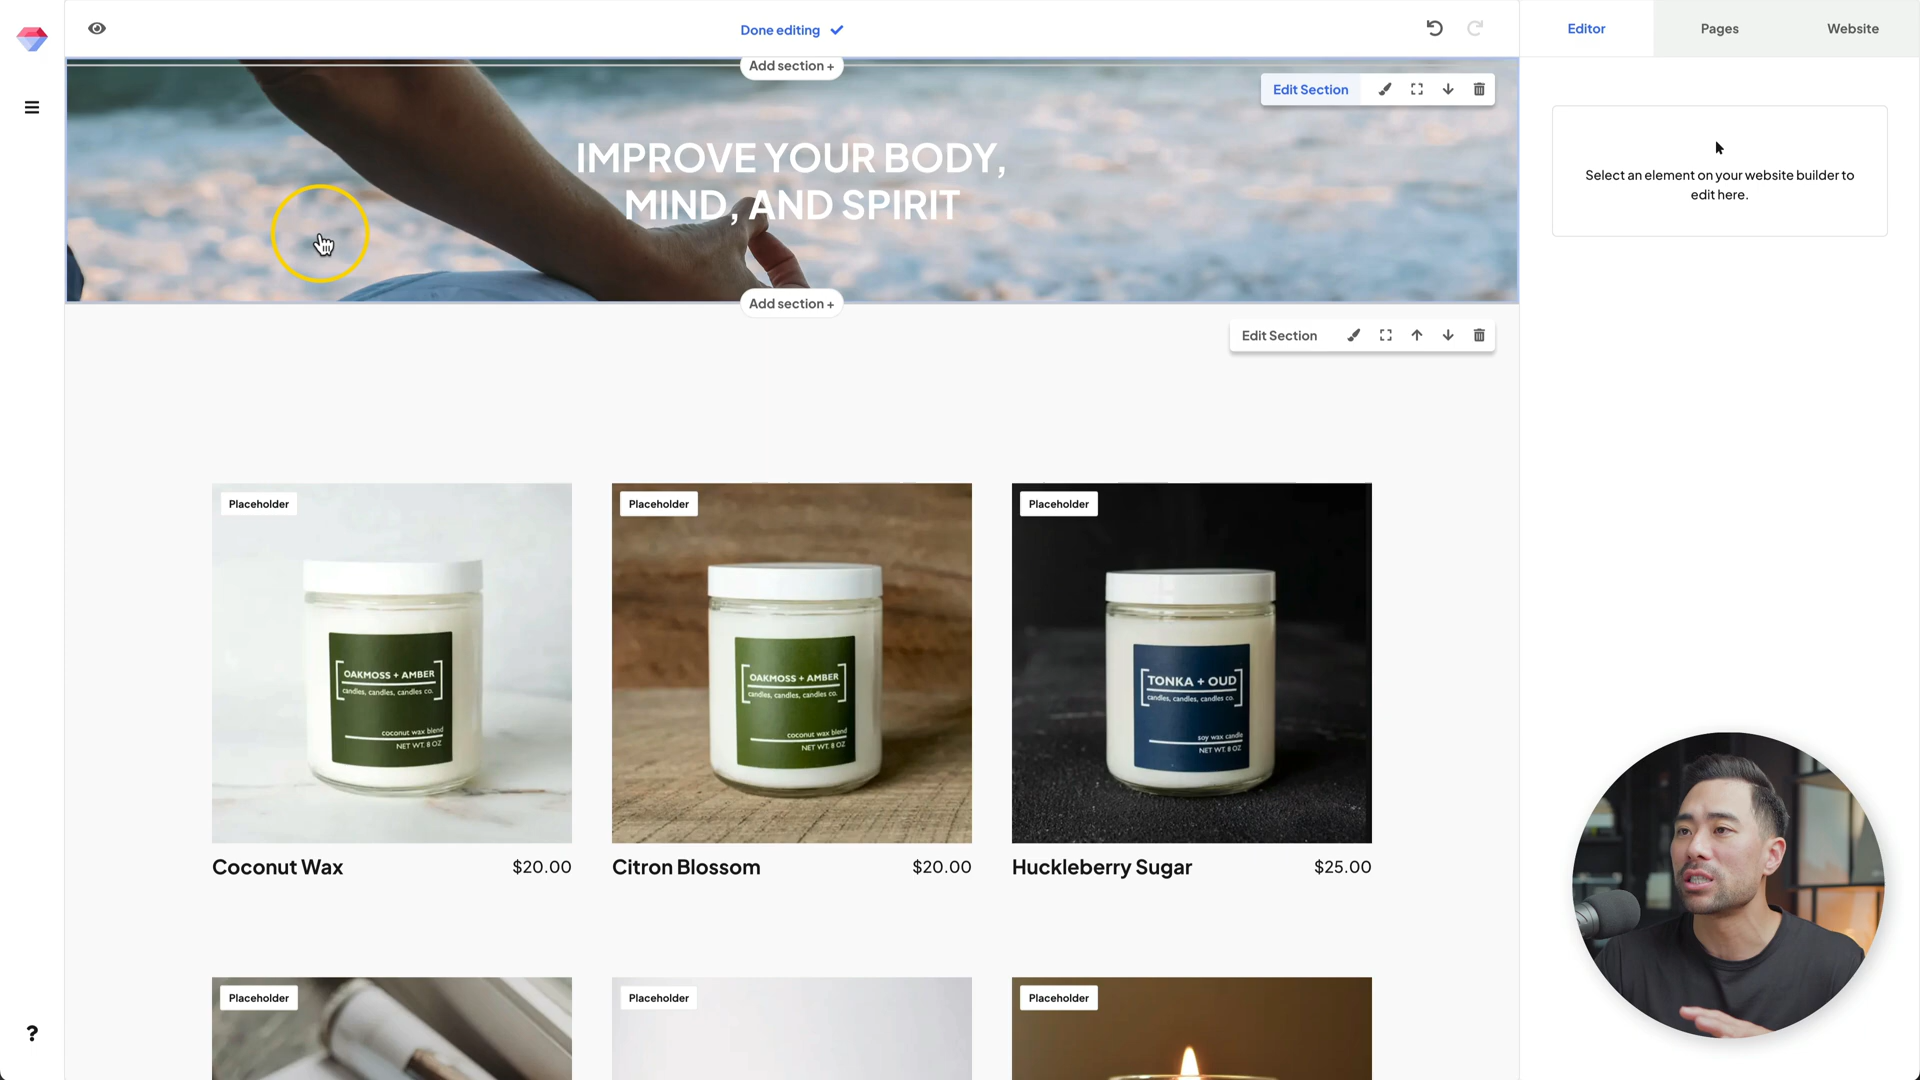 Done editing
Editor
Pages
Website
Add section +
Edit Section
IMPROVE YOUR BODY,
MIND, AND SPIRIT
Select an element on your website builder to
edit here.
Add section +
Edit Section
Placeholder
Placeholder
Placeholder
OAKMOSS + AMBER
candles, candles, candles co.
coconut wax blend
NET WT. 8 OZ
OAKMOSS + AMBER
candles, candles, candles co.
coconut wax blend
NET WT. 8 OZ
TONKA + OUD
candles, candles, candles co.
soy wax candle
NET WT. 8 OZ
Coconut Wax
$20.00
Citron Blossom
$20.00
Huckleberry Sugar
$25.00
Placeholder
Placeholder
Placeholder
?